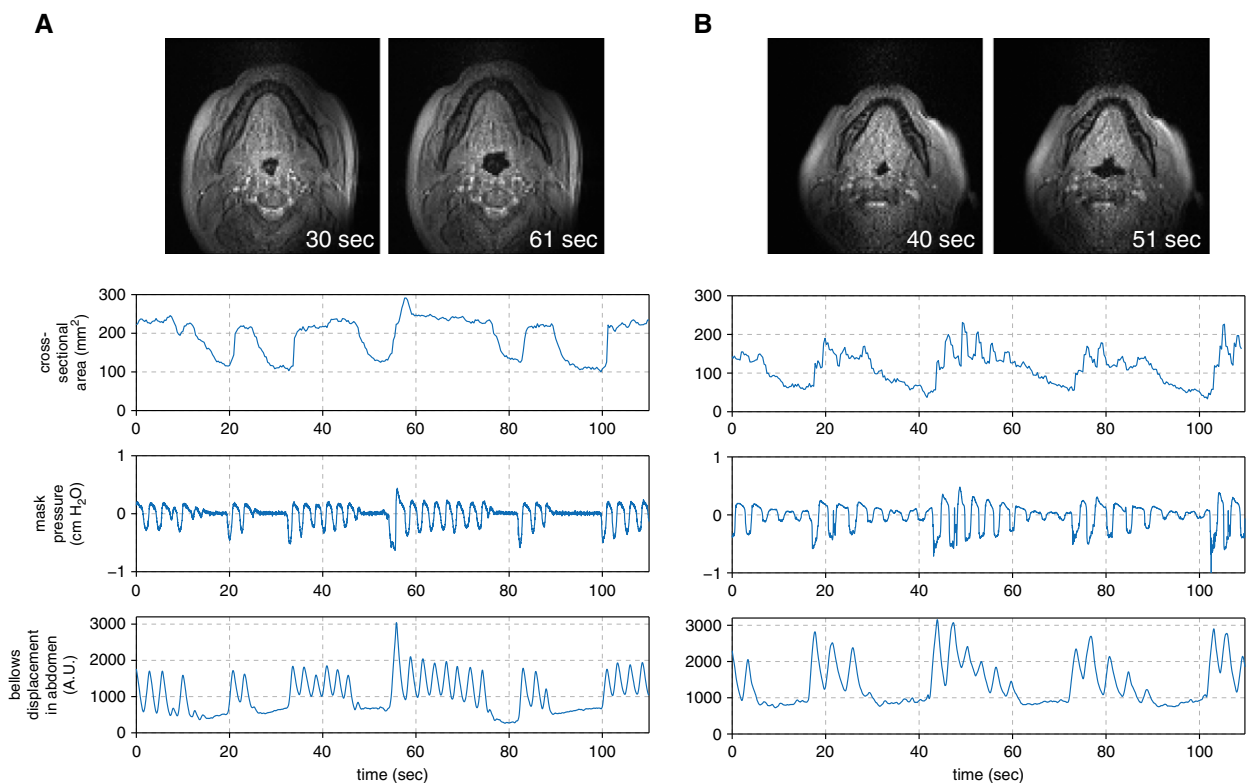 A
30 sec
61 sec
cross-
sectional
area (mm²)
300
200
100
0
0 20 40 60 80 100
mask
pressure
(cm H₂O)
1
0
−1
0 20 40 60 80 100
bellows
displacement
in abdomen
(A.U.)
3000
2000
1000
0
0 20 40 60 80 100
time (sec)
B
40 sec
51 sec
300
200
100
0
0 20 40 60 80 100
1
0
−1
0 20 40 60 80 100
3000
2000
1000
0
0 20 40 60 80 100
time (sec)